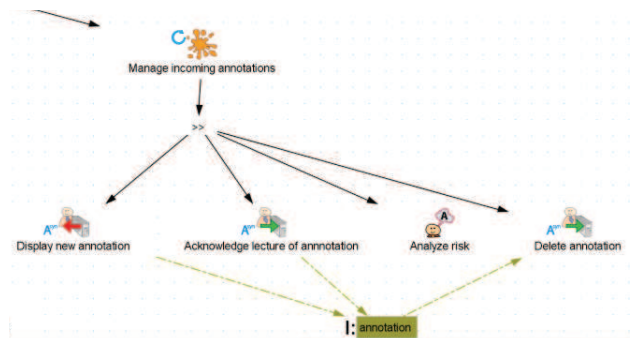 Manage incoming annotations
>>
Display new annotation
Acknowledge lecture of annnotation
A
Analyze risk
Delete annotation
I: annotation